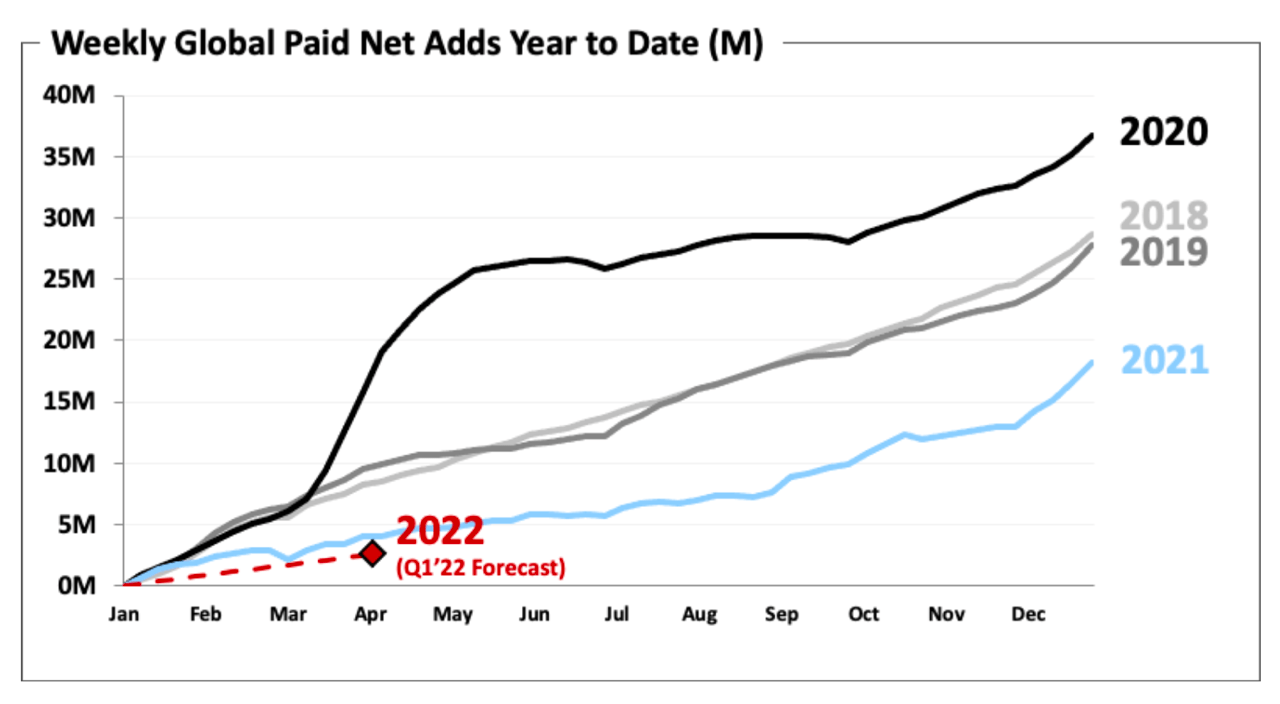 Weekly Global Paid Net Adds Year to Date (M)
40M
35M
30M
25M
20M
15M
10M
5M
0M
2020
2018
2019
2021
2022
(Q1'22 Forecast)
Jan Feb Mar Apr May Jun Jul Aug Sep Oct Nov Dec